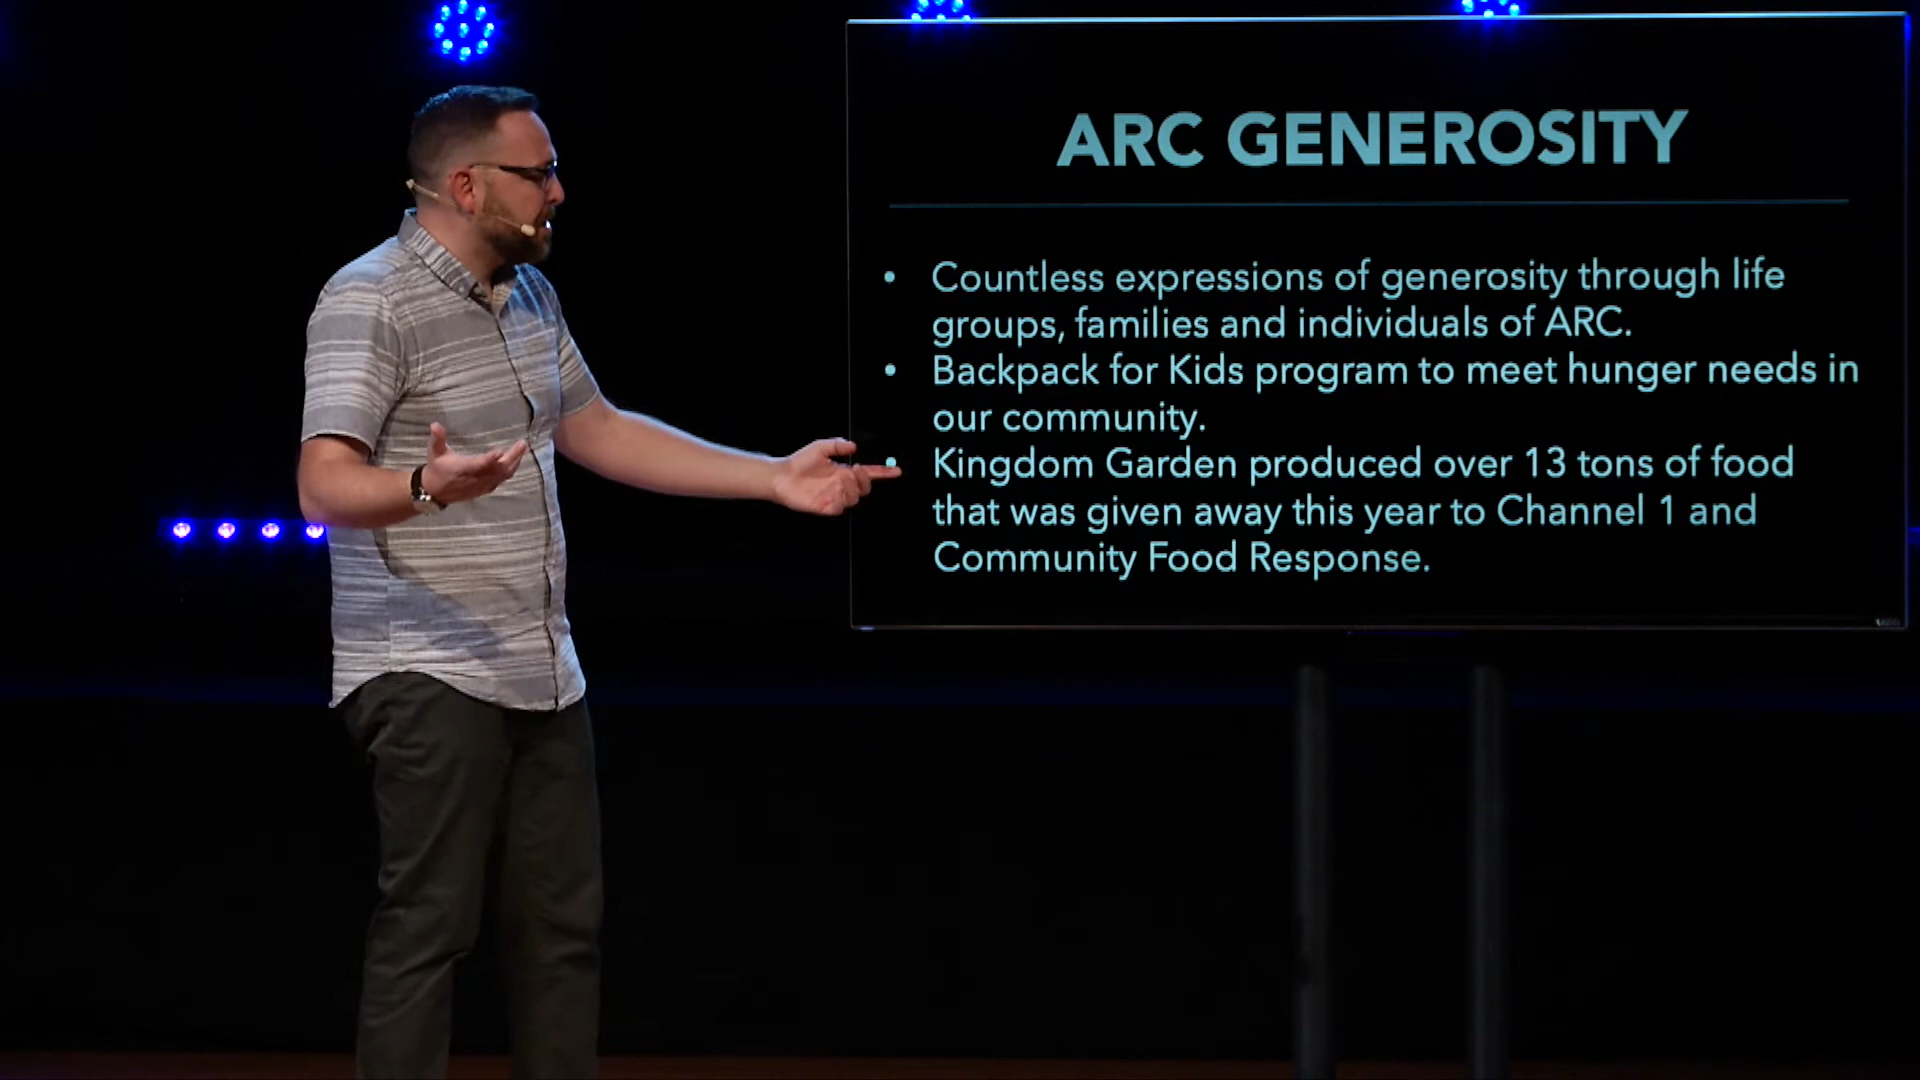 ARC GENEROSITY
• Countless expressions of generosity through life
groups, families and individuals of ARC.
• Backpack for Kids program to meet hunger needs in
our community.
• Kingdom Garden produced over 13 tons of food
that was given away this year to Channel 1 and
Community Food Response.